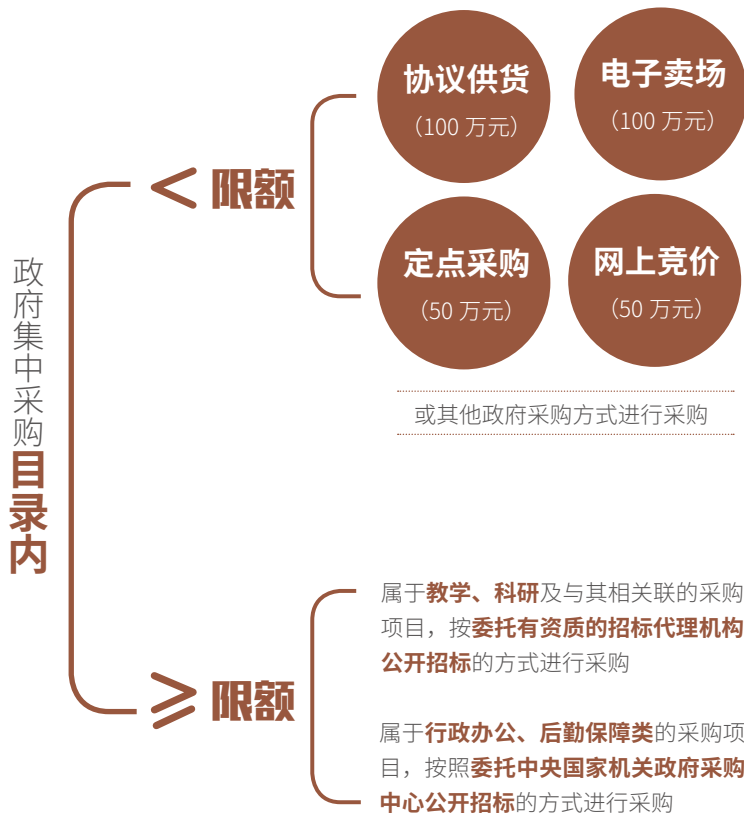 政府集中采购目录内
<限额
协议供货
（100 万元）
电子卖场
（100 万元）
定点采购
（50 万元）
网上竞价
（50 万元）
或其他政府采购方式进行采购
≥限额
属于教学、科研及与其相关联的采购
项目，按委托有资质的招标代理机构
公开招标的方式进行采购
属于行政办公、后勤保障类的采购项
目，按照委托中央国家机关政府采购
中心公开招标的方式进行采购